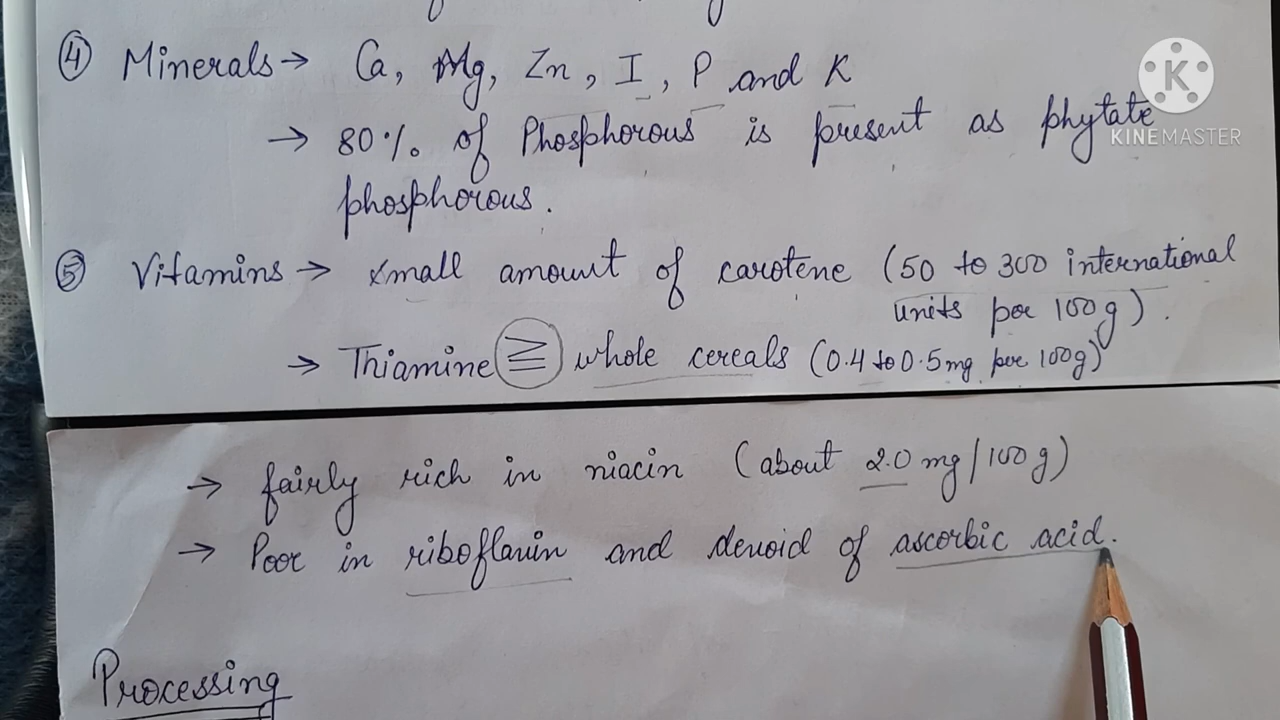 ④ Minerals → Ca, Mg, Zn, I, P and K
→ 80% of Phosphorous is present as phytate
phosphorous.
⑤ Vitamins → small amount of carotene (50 to 300 international
units per 100g).
→ Thiamine ≧ whole cereals (0.4 to 0.5mg per 100g)
→ fairly rich in niacin (about 2.0 mg/100g)
→ Poor in riboflavin and devoid of ascorbic acid.
Processing
K
KINEMASTER